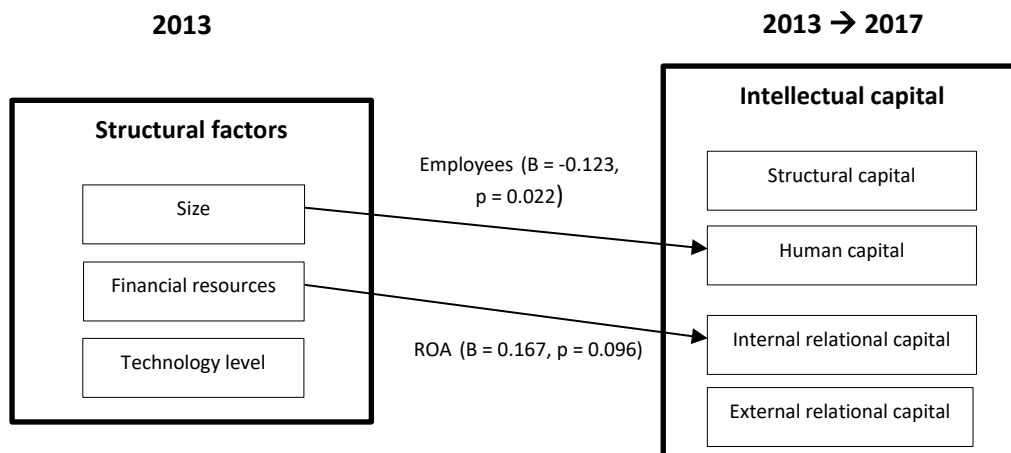 2013
2013 → 2017
Structural factors
Size
Financial resources
Technology level
Employees (B = -0.123,
p = 0.022)
ROA (B = 0.167, p = 0.096)
Intellectual capital
Structural capital
Human capital
Internal relational capital
External relational capital